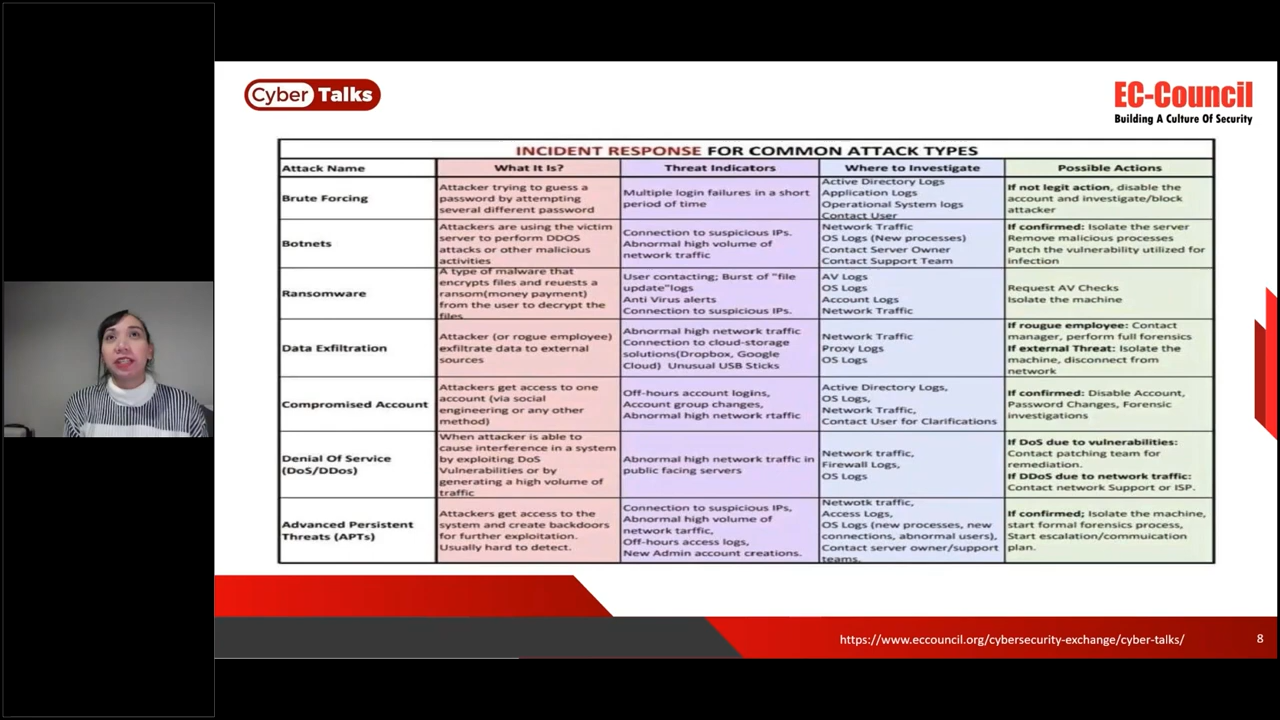 Cyber Talks
EC-Council
Building A Culture Of Security
INCIDENT RESPONSE FOR COMMON ATTACK TYPES
Attack Name
What It Is?
Threat Indicators
Where to Investigate
Possible Actions
Brute Forcing
Attacker trying to guess a
password by attempting
several different password
Multiple login failures in a short
period of time
Active Directory Logs
Application Logs
Operational System logs
Contact User
If not legit action, disable the
account and investigate/block
attacker
Botnets
Attackers are using the victim
server to perform DDOS
attacks or other malicious
activities
Connection to suspicious IPs.
Abnormal high volume of
network traffic
Network Traffic
OS Logs (New processes)
Contact Server Owner
Contact Support Team
If confirmed: Isolate the server
Remove malicious processes
Patch the vulnerability utilized for
infection
Ransomware
A type of malware that
encrypts files and reuests a
ransom(money payment)
from the user to decrypt the
files.
User contacting; Burst of "file
update"logs
Anti Virus alerts
Connection to suspicious IPs.
AV Logs
OS Logs
Account Logs
Network Traffic
Request AV Checks
Isolate the machine
Data Exfiltration
Attacker (or rogue employee)
exfiltrate data to external
sources
Abnormal high network traffic
Connection to cloud-storage
solutions(Dropbox, Google
Cloud) Unusual USB Sticks
Network Traffic
Proxy Logs
OS Logs
If rougue employee: Contact
manager, perform full forensics
If external Threat: Isolate the
machine, disconnect from
network
Compromised Account
Attackers get access to one
account (via social
engineering or any other
method)
Off-hours account logins,
Account group changes,
Abnormal high network rtaffic
Active Directory Logs,
OS Logs,
Network Traffic,
Contact User for Clarifications
If confirmed: Disable Account,
Password Changes, Forensic
investigations
Denial Of Service
(DoS/DDos)
When attacker is able to
cause interference in a system
by exploiting DoS
Vulnerabilities or by
generating a high volume of
traffic
Abnormal high network traffic in
public facing servers
Network traffic,
Firewall Logs,
OS Logs
If DoS due to vulnerabilities:
Contact patching team for
remediation.
If DDoS due to network traffic:
Contact network Support or ISP.
Advanced Persistent
Threats (APTs)
Attackers get access to the
system and create backdoors
for further exploitation.
Usually hard to detect.
Connection to suspicious IPs,
Abnormal high volume of
network tarffic,
Off-hours access logs,
New Admin account creations.
Netwotk traffic,
Access Logs,
OS Logs (new processes, new
connections, abnormal users),
Contact server owner/support
teams.
If confirmed; Isolate the machine,
start formal forensics process,
Start escalation/commuication
plan.
https://www.eccouncil.org/cybersecurity-exchange/cyber-talks/
8